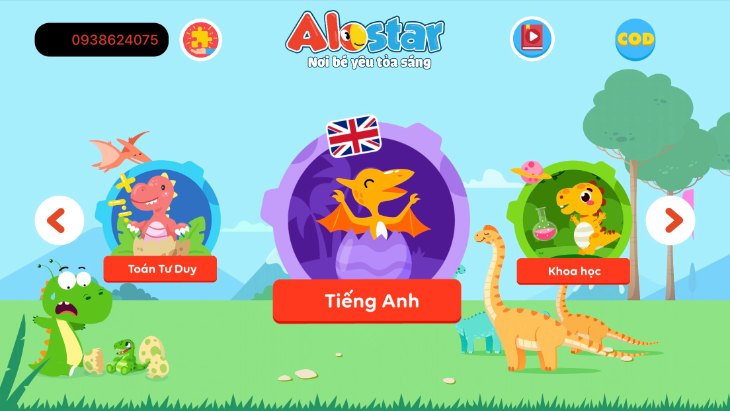 0938624075
Alostar
Nơi bé yêu tỏa sáng
COD
Toán Tư Duy
Tiếng Anh
Khoa học